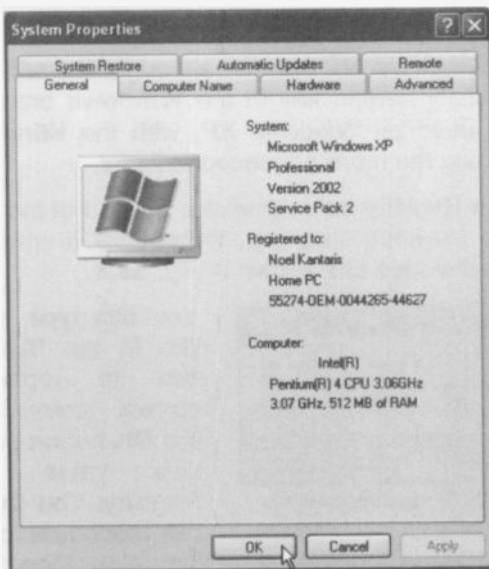 System Properties
System Restore Automatic Updates Remote
General Computer Name Hardware Advanced
System:
Microsoft Windows XP
Professional
Version 2002
Service Pack 2
Registered to:
Noel Kantaris
Home PC
55274-OEM-0044265-44627
Computer:
Intel(R)
Pentium(R) 4 CPU 3.06GHz
3.07 GHz, 512 MB of RAM
OK Cancel Apply